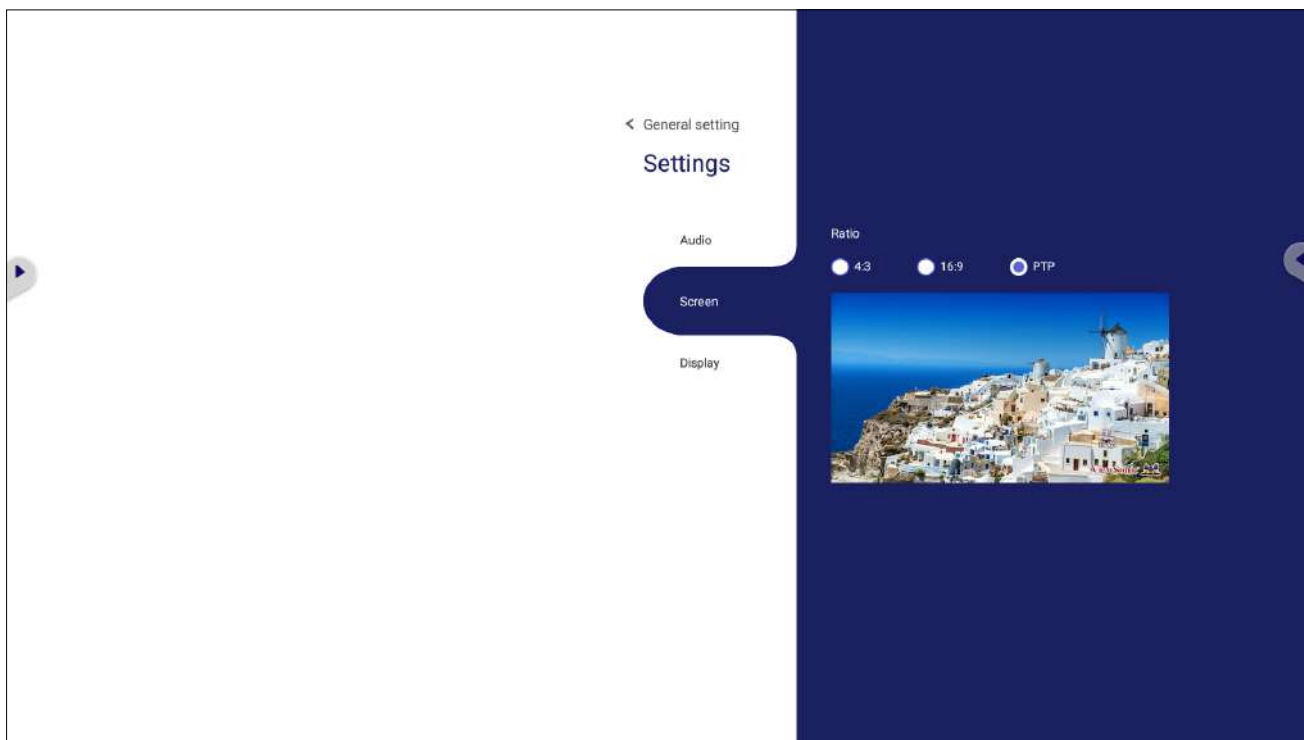 General setting
Settings
Audio
Screen
Display
Ratio
4:3 16:9 PTP